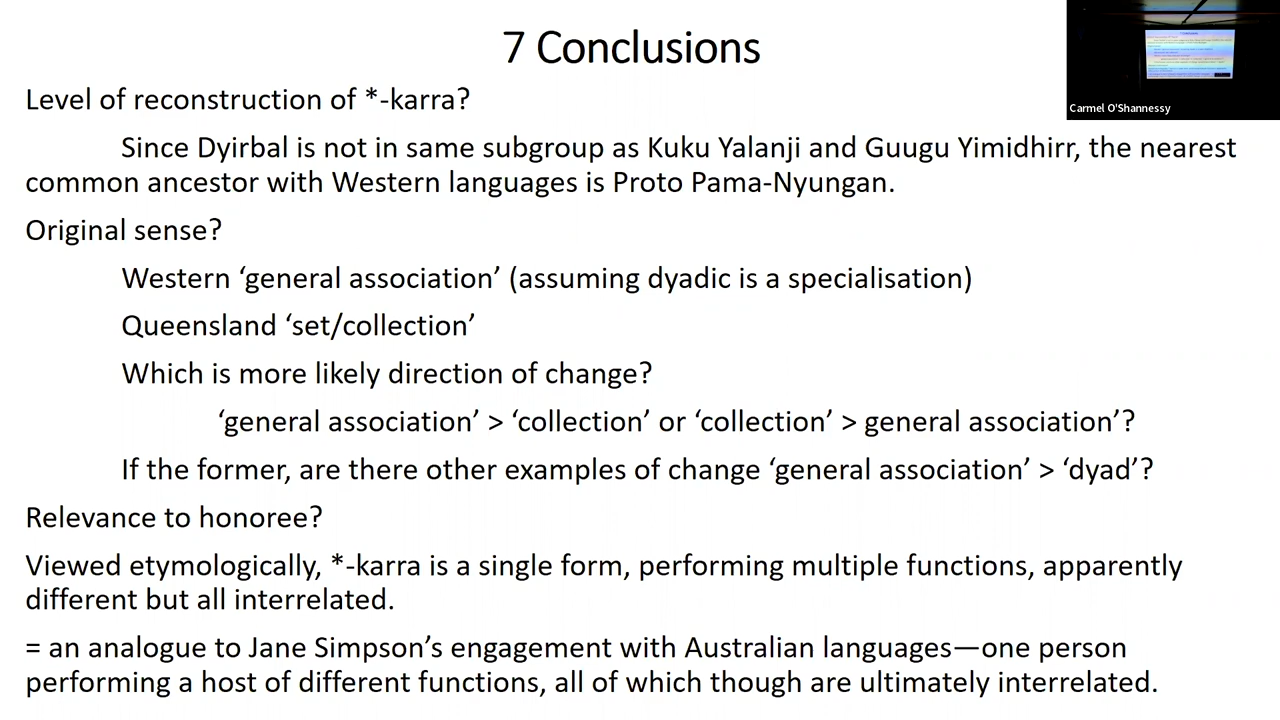 7 Conclusions
Carmel O'Shannessy
Level of reconstruction of *-karra?
Since Dyirbal is not in same subgroup as Kuku Yalanji and Guugu Yimidhirr, the nearest
common ancestor with Western languages is Proto Pama-Nyungan.
Original sense?
Western ‘general association’ (assuming dyadic is a specialisation)
Queensland ‘set/collection’
Which is more likely direction of change?
‘general association’ > ‘collection’ or ‘collection’ > general association’?
If the former, are there other examples of change ‘general association’ > ‘dyad’?
Relevance to honoree?
Viewed etymologically, *-karra is a single form, performing multiple functions, apparently
different but all interrelated.
= an analogue to Jane Simpson’s engagement with Australian languages—one person
performing a host of different functions, all of which though are ultimately interrelated.